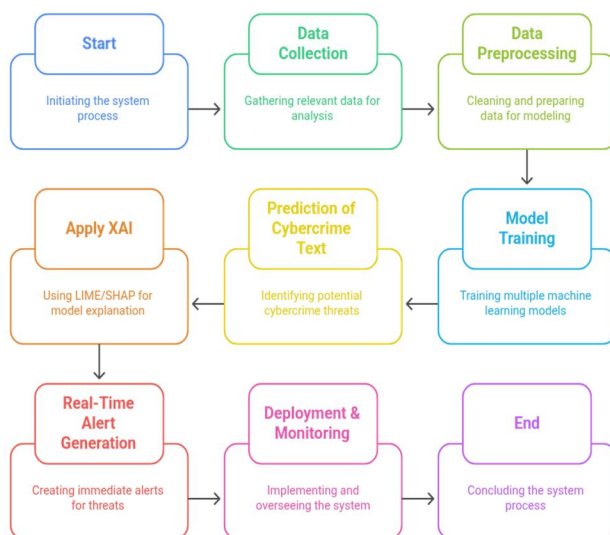 Start
Initiating the system
process
Data
Collection
Gathering relevant data for
analysis
Data
Preprocessing
Cleaning and preparing
data for modeling
Model
Training
Training multiple machine
learning models
Prediction of
Cybercrime
Text
Identifying potential
cybercrime threats
Apply XAI
Using LIME/SHAP for
model explanation
Real-Time
Alert
Generation
Creating immediate alerts
for threats
Deployment &
Monitoring
Implementing and
overseeing the system
End
Concluding the system
process